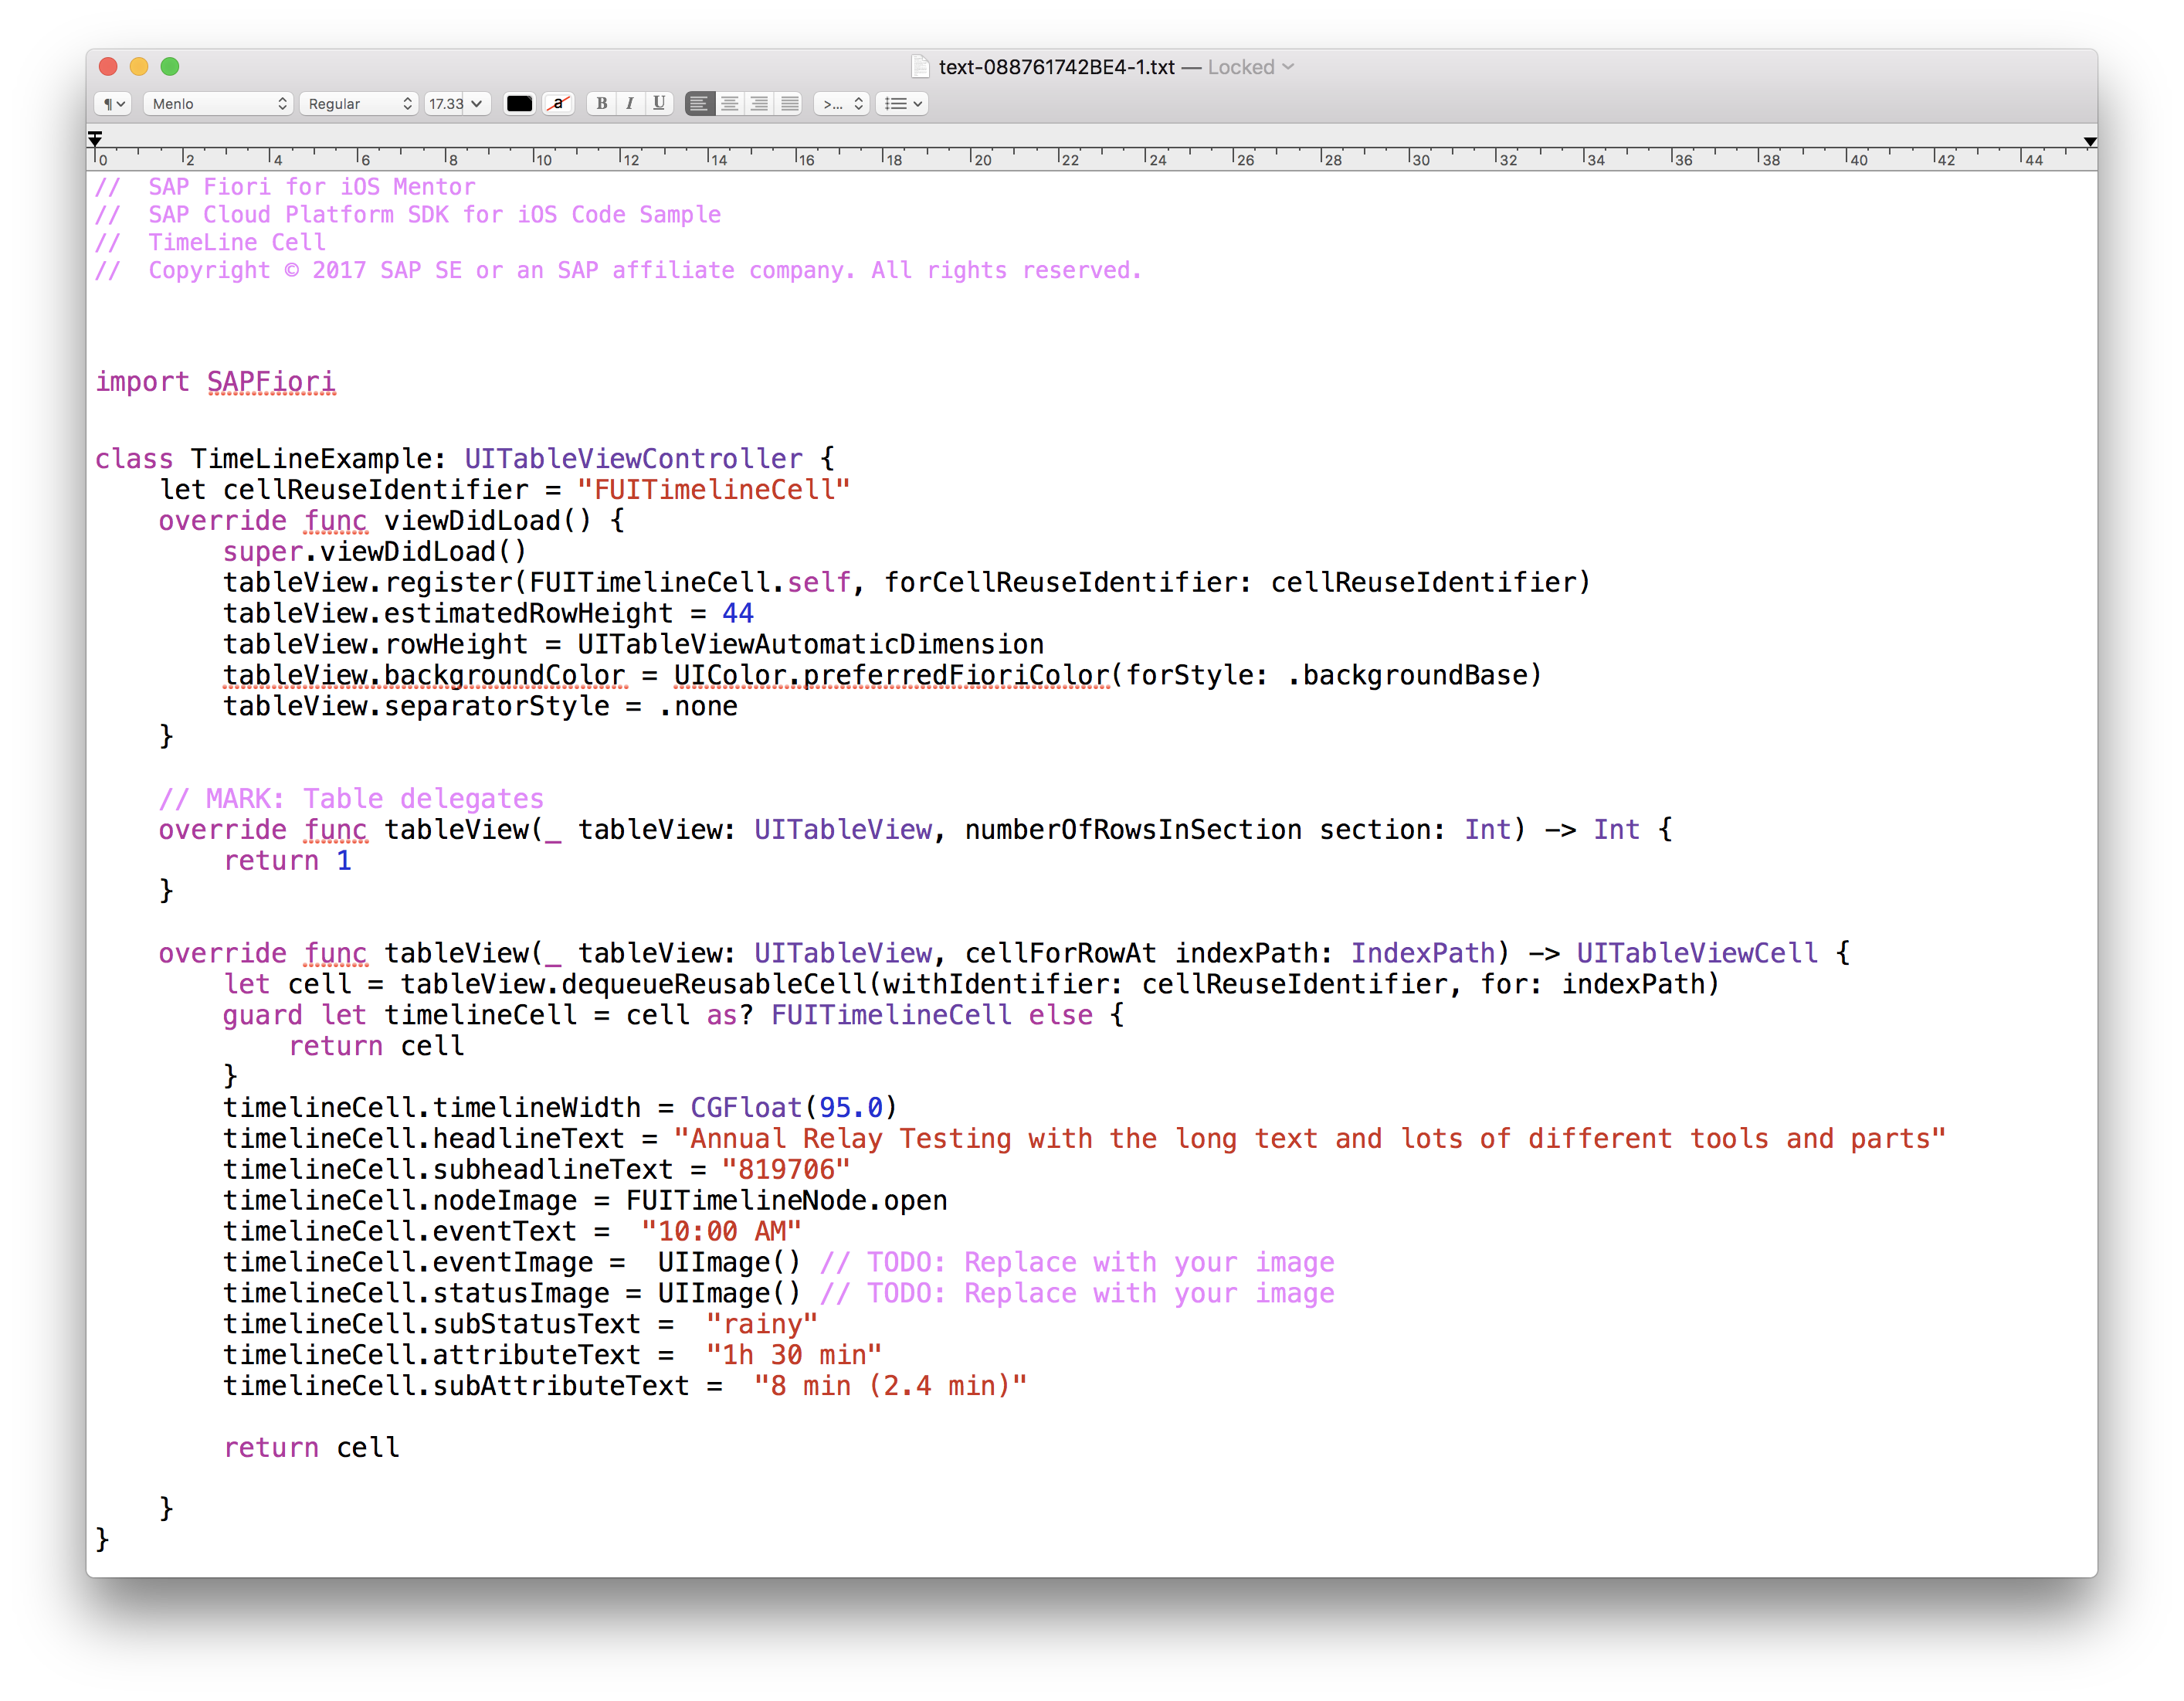 text-088761742BE4-1.txt — Locked
¶ Menlo Regular 17.33 a B I U >...
0 2 4 6 8 10 12 14 16 18 20 22 24 26 28 30 32 34 36 38 40 42 44
//  SAP Fiori for iOS Mentor
//  SAP Cloud Platform SDK for iOS Code Sample
//  TimeLine Cell
//  Copyright © 2017 SAP SE or an SAP affiliate company. All rights reserved.
import SAPFiori
class TimeLineExample: UITableViewController {
    let cellReuseIdentifier = "FUITimelineCell"
    override func viewDidLoad() {
        super.viewDidLoad()
        tableView.register(FUITimelineCell.self, forCellReuseIdentifier: cellReuseIdentifier)
        tableView.estimatedRowHeight = 44
        tableView.rowHeight = UITableViewAutomaticDimension
        tableView.backgroundColor = UIColor.preferredFioriColor(forStyle: .backgroundBase)
        tableView.separatorStyle = .none
    }
    // MARK: Table delegates
    override func tableView(_ tableView: UITableView, numberOfRowsInSection section: Int) -> Int {
        return 1
    }
    override func tableView(_ tableView: UITableView, cellForRowAt indexPath: IndexPath) -> UITableViewCell {
        let cell = tableView.dequeueReusableCell(withIdentifier: cellReuseIdentifier, for: indexPath)
        guard let timelineCell = cell as? FUITimelineCell else {
            return cell
        }
        timelineCell.timelineWidth = CGFloat(95.0)
        timelineCell.headlineText = "Annual Relay Testing with the long text and lots of different tools and parts"
        timelineCell.subheadlineText = "819706"
        timelineCell.nodeImage = FUITimelineNode.open
        timelineCell.eventText =  "10:00 AM"
        timelineCell.eventImage =  UIImage() // TODO: Replace with your image
        timelineCell.statusImage = UIImage() // TODO: Replace with your image
        timelineCell.subStatusText =  "rainy"
        timelineCell.attributeText =  "1h 30 min"
        timelineCell.subAttributeText =  "8 min (2.4 min)"
        return cell
    }
}